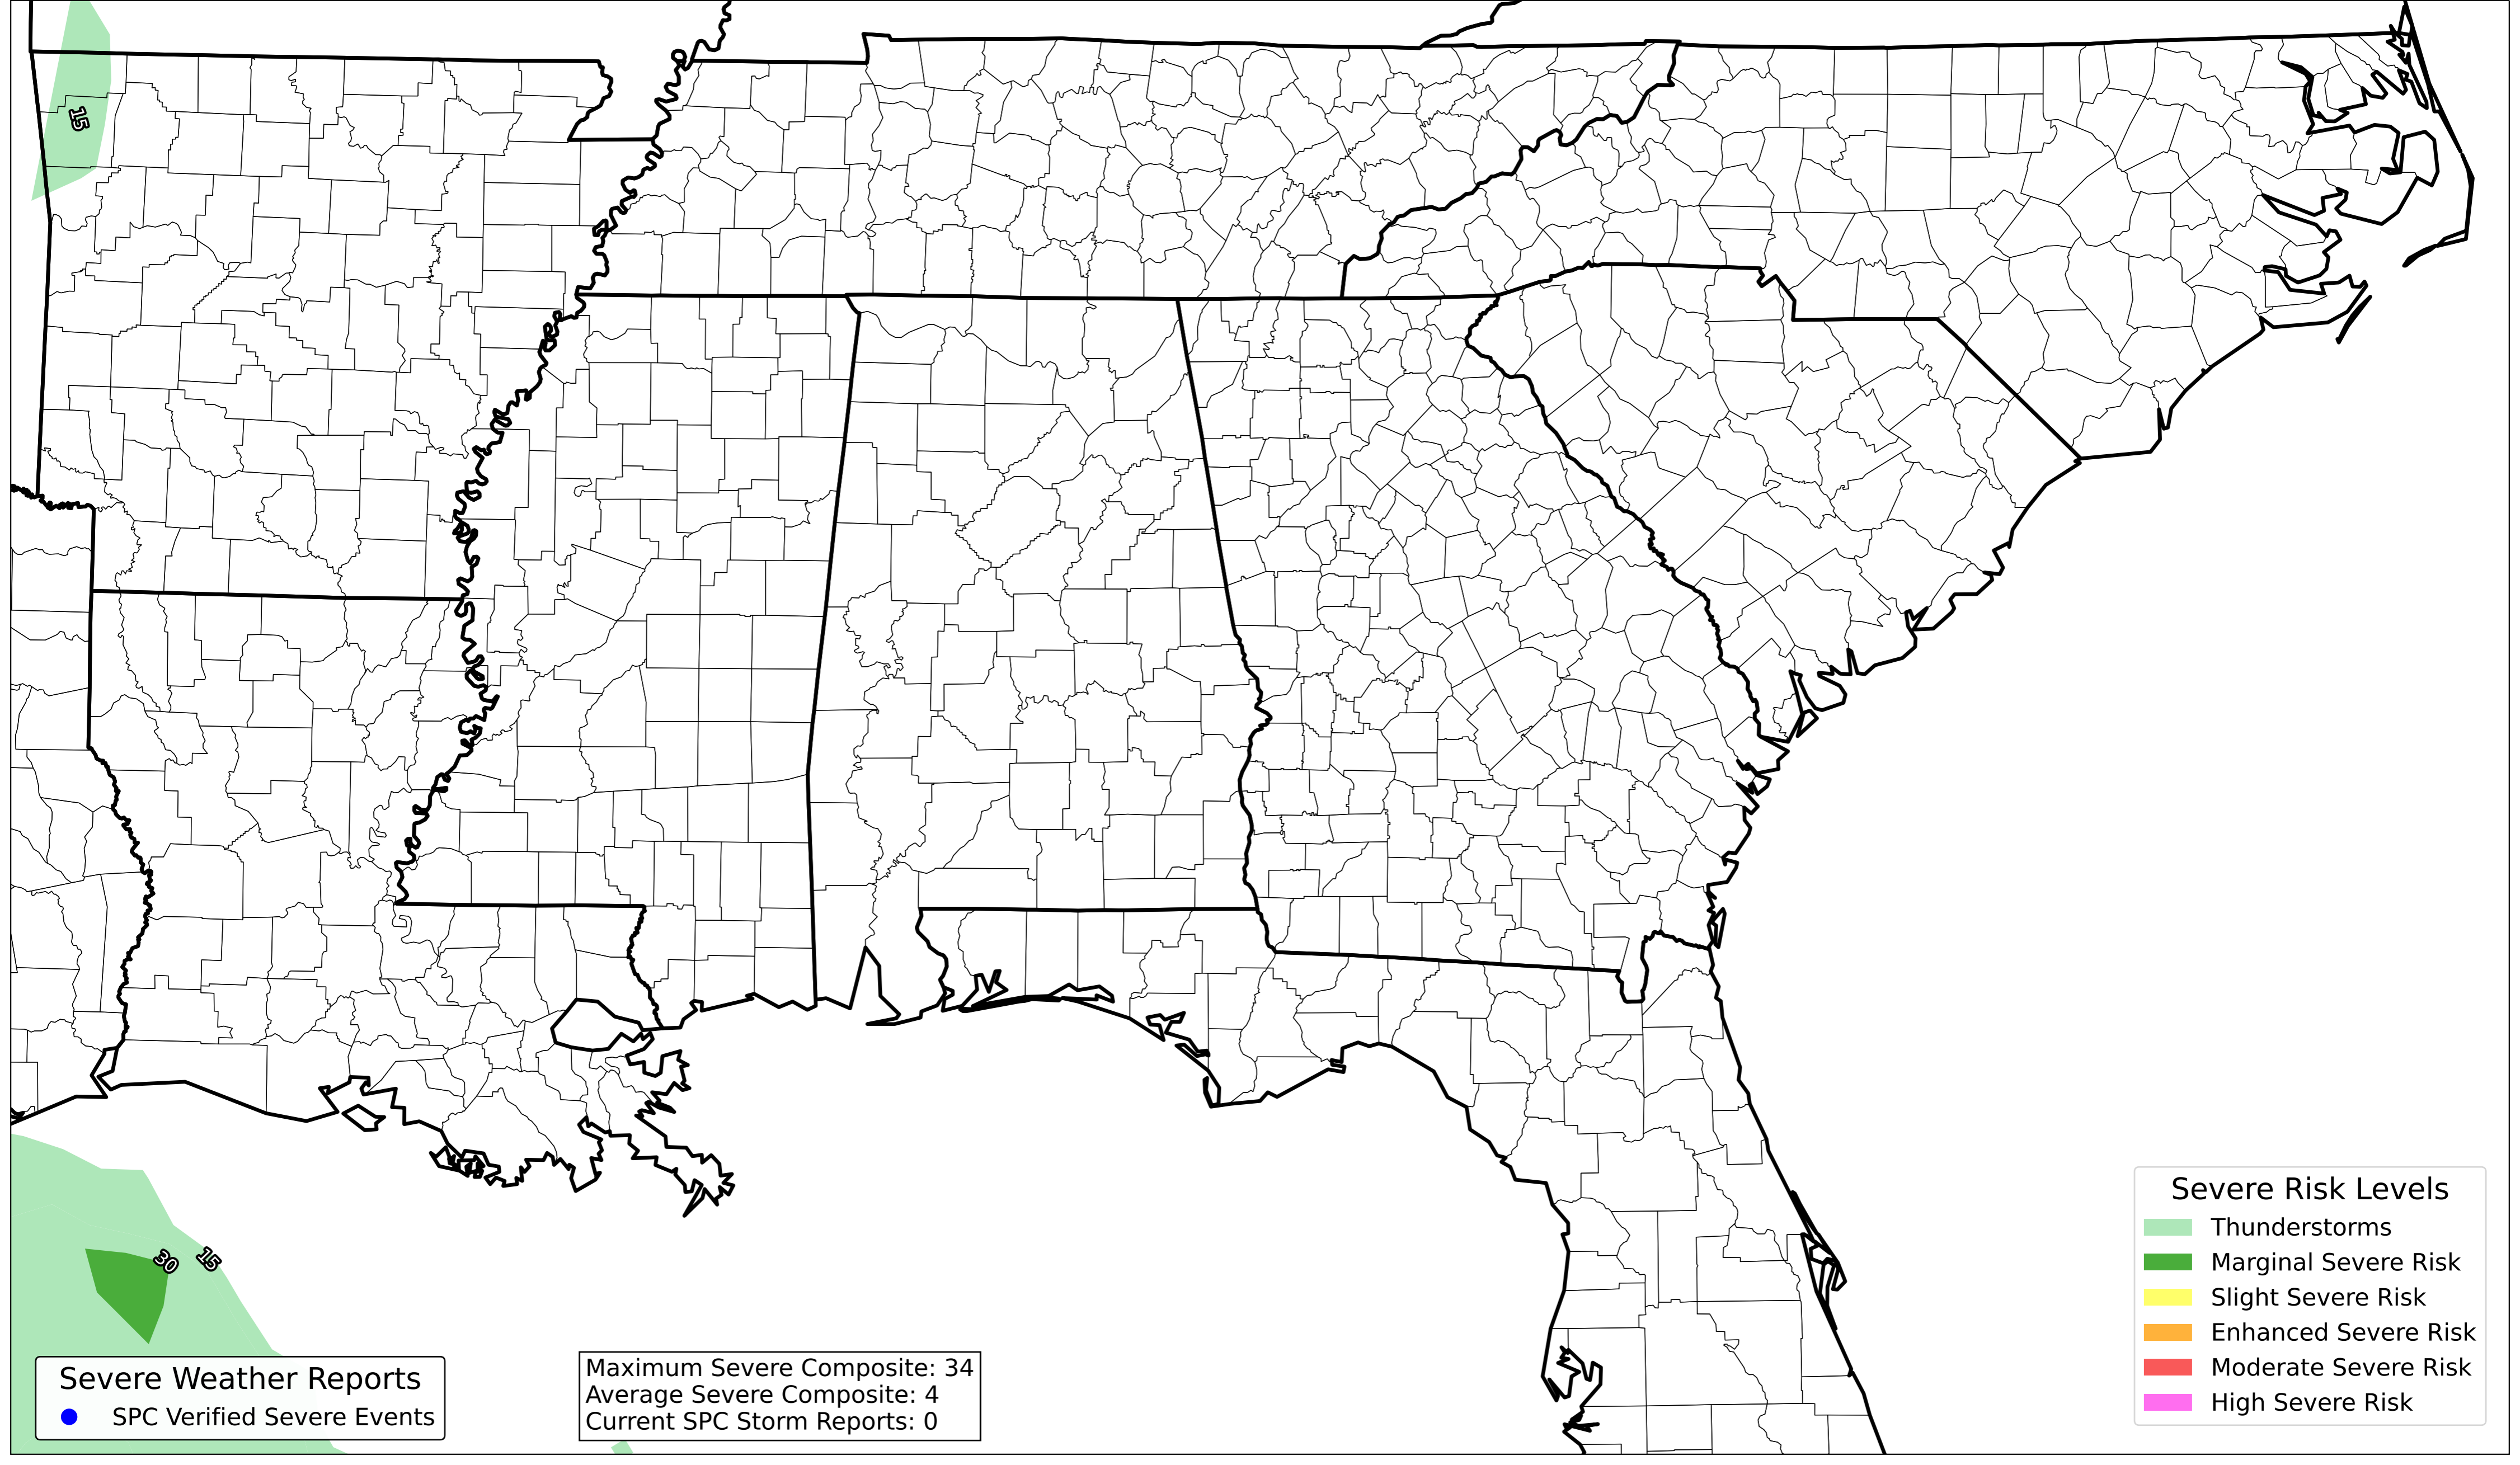 15
30
15
Severe Risk Levels
Thunderstorms
Marginal Severe Risk
Slight Severe Risk
Enhanced Severe Risk
Moderate Severe Risk
High Severe Risk
Severe Weather Reports
SPC Verified Severe Events
Maximum Severe Composite: 34
Average Severe Composite: 4
Current SPC Storm Reports: 0